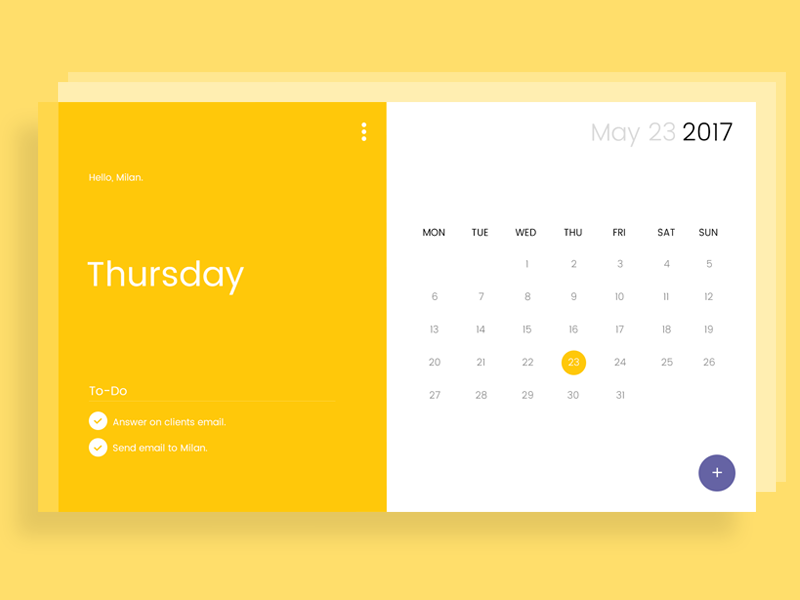 May 23 2017
Hello, Milan.
Thursday
To-Do
Answer on clients email.
Send email to Milan.
MON TUE WED THU FRI SAT SUN
1 2 3 4 5
6 7 8 9 10 11 12
13 14 15 16 17 18 19
20 21 22 23 24 25 26
27 28 29 30 31
+